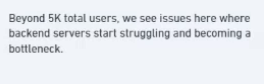 Beyond 5K total users, we see issues here where
backend servers start struggling and becoming a
bottleneck.